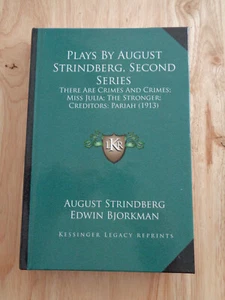 Plays By August
Strindberg, Second
Series
There Are Crimes And Crimes;
Miss Julia; The Stronger;
Creditors; Pariah (1913)
KR
August Strindberg
Edwin Bjorkman
Kessinger Legacy Reprints